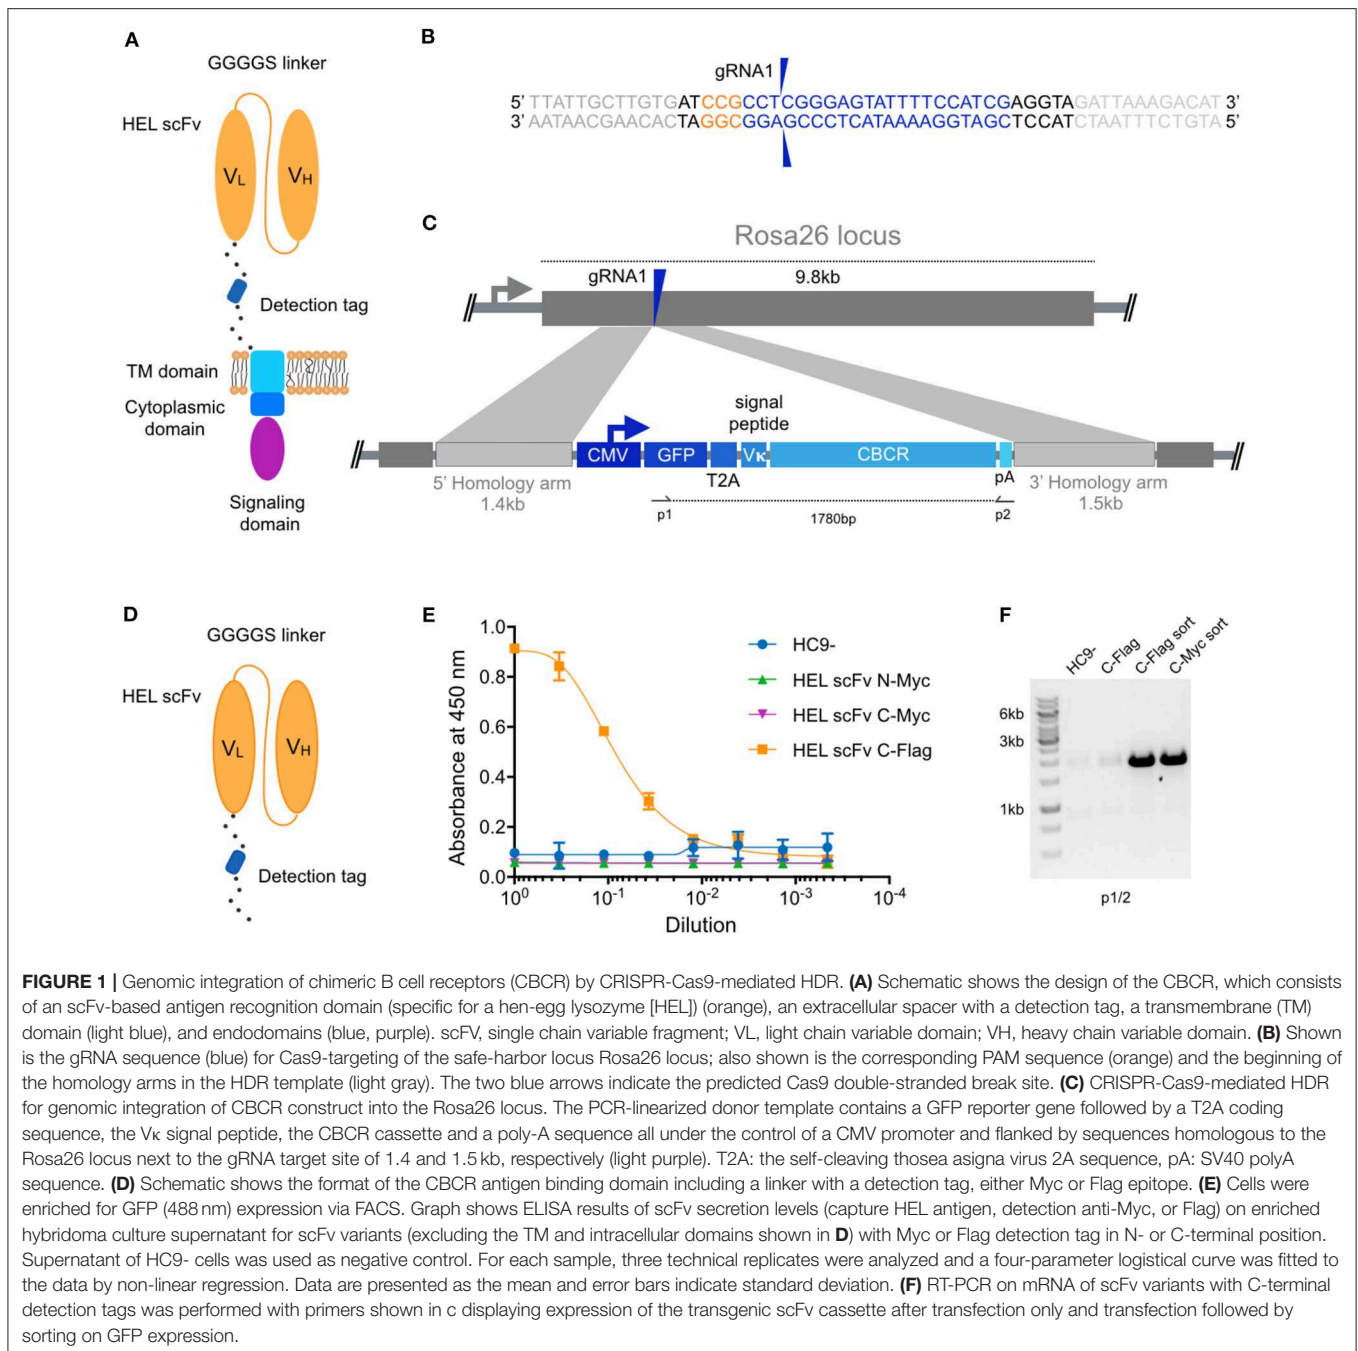 A
GGGGS linker
HEL scFv
VL
VH
Detection tag
TM domain
Cytoplasmic
domain
Signaling
domain
B
gRNA1
5’ TTATTGCTTGTGATCCGCCTCGGGAGTATTTTCCATCGAGGTAGATTAAAGACAT 3’
3’ AATAACGAACACTAGGCGGAGCCCTCATAAAAGGTAGCTCCATCTAATTTCTGTA 5’
C
Rosa26 locus
gRNA1
9.8kb
signal
peptide
CMV
GFP
Vκ
CBCR
T2A
pA
5’ Homology arm
1.4kb
3’ Homology arm
1.5kb
p1
1780bp
p2
D
GGGGS linker
HEL scFv
VL
VH
Detection tag
E
Absorbance at 450 nm
1.0
0.8
0.6
0.4
0.2
0.0
10⁰
10⁻¹
10⁻²
10⁻³
10⁻⁴
Dilution
HC9-
HEL scFv N-Myc
HEL scFv C-Myc
HEL scFv C-Flag
F
HC9-
C-Flag
C-Flag sort
C-Myc sort
6kb
3kb
1kb
p1/2
FIGURE 1 | Genomic integration of chimeric B cell receptors (CBCR) by CRISPR-Cas9-mediated HDR. (A) Schematic shows the design of the CBCR, which consists
of an scFv-based antigen recognition domain (specific for a hen-egg lysozyme [HEL]) (orange), an extracellular spacer with a detection tag, a transmembrane (TM)
domain (light blue), and endodomains (blue, purple). scFV, single chain variable fragment; VL, light chain variable domain; VH, heavy chain variable domain. (B) Shown
is the gRNA sequence (blue) for Cas9-targeting of the safe-harbor locus Rosa26 locus; also shown is the corresponding PAM sequence (orange) and the beginning of
the homology arms in the HDR template (light gray). The two blue arrows indicate the predicted Cas9 double-stranded break site. (C) CRISPR-Cas9-mediated HDR
for genomic integration of CBCR construct into the Rosa26 locus. The PCR-linearized donor template contains a GFP reporter gene followed by a T2A coding
sequence, the Vκ signal peptide, the CBCR cassette and a poly-A sequence all under the control of a CMV promoter and flanked by sequences homologous to the
Rosa26 locus next to the gRNA target site of 1.4 and 1.5 kb, respectively (light purple). T2A: the self-cleaving thosea asigna virus 2A sequence, pA: SV40 polyA
sequence. (D) Schematic shows the format of the CBCR antigen binding domain including a linker with a detection tag, either Myc or Flag epitope. (E) Cells were
enriched for GFP (488 nm) expression via FACS. Graph shows ELISA results of scFv secretion levels (capture HEL antigen, detection anti-Myc, or Flag) on enriched
hybridoma culture supernatant for scFv variants (excluding the TM and intracellular domains shown in D) with Myc or Flag detection tag in N- or C-terminal position.
Supernatant of HC9- cells was used as negative control. For each sample, three technical replicates were analyzed and a four-parameter logistical curve was fitted to
the data by non-linear regression. Data are presented as the mean and error bars indicate standard deviation. (F) RT-PCR on mRNA of scFv variants with C-terminal
detection tags was performed with primers shown in c displaying expression of the transgenic scFv cassette after transfection only and transfection followed by
sorting on GFP expression.